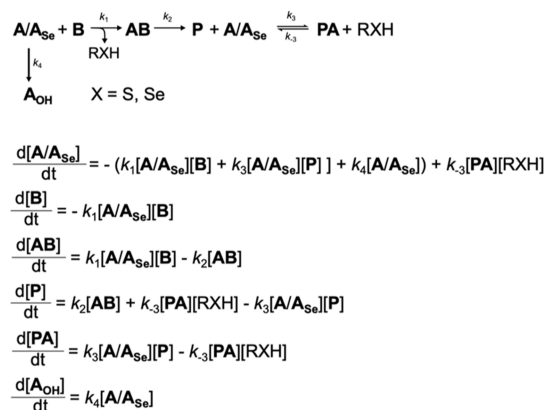 A/A_Se + B k₁ AB k₂ P + A/A_Se k₃ k₋₃ PA + RXH
RXH
k₄
A_OH X = S, Se
d[A/A_Se]/dt = - (k₁[A/A_Se][B] + k₃[A/A_Se][P] ] + k₄[A/A_Se]) + k₋₃[PA][RXH]
d[B]/dt = - k₁[A/A_Se][B]
d[AB]/dt = k₁[A/A_Se][B] - k₂[AB]
d[P]/dt = k₂[AB] + k₋₃[PA][RXH] - k₃[A/A_Se][P]
d[PA]/dt = k₃[A/A_Se][P] - k₋₃[PA][RXH]
d[A_OH]/dt = k₄[A/A_Se]